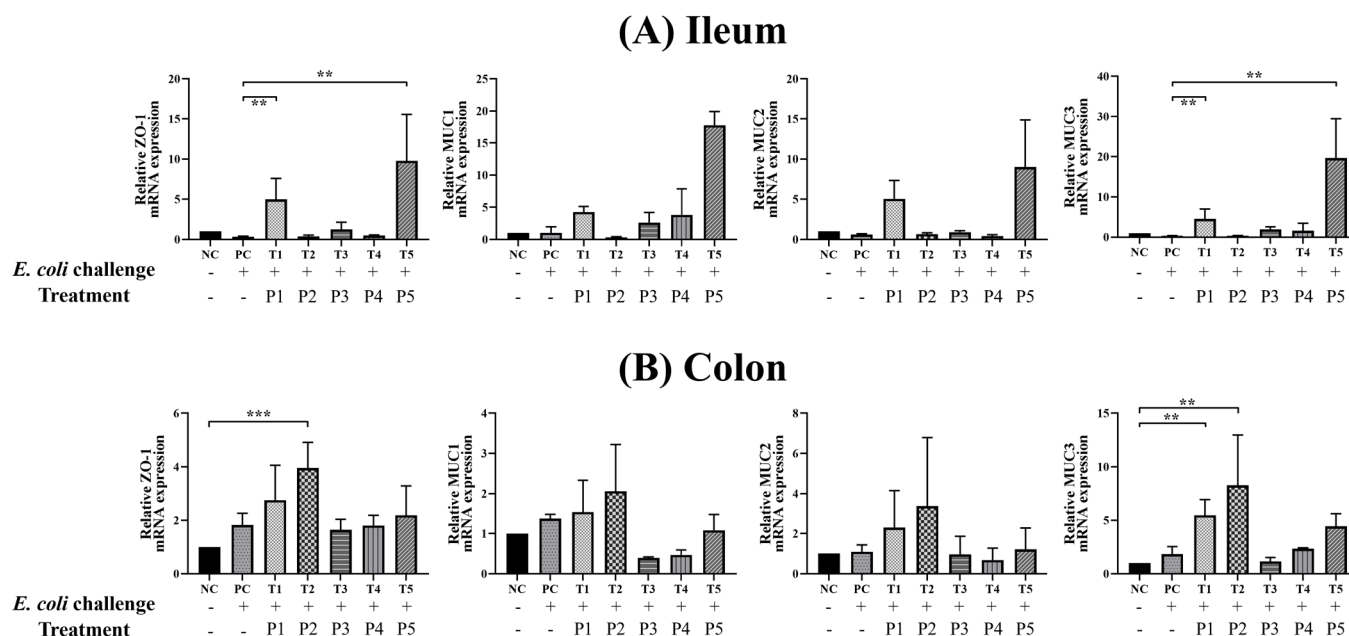 (A) Ileum
Relative ZO-1
mRNA expression
20
15
10
5
0
**
**
NC PC T1 T2 T3 T4 T5
Relative MUC1
mRNA expression
25
20
15
10
5
0
NC PC T1 T2 T3 T4 T5
Relative MUC2
mRNA expression
20
15
10
5
0
NC PC T1 T2 T3 T4 T5
Relative MUC3
mRNA expression
40
30
20
10
0
**
**
NC PC T1 T2 T3 T4 T5
E. coli challenge - + + + + + + - + + + + + + - + + + + + + - + + + + + +
Treatment - - P1 P2 P3 P4 P5 - - P1 P2 P3 P4 P5 - - P1 P2 P3 P4 P5 - - P1 P2 P3 P4 P5
(B) Colon
Relative ZO-1
mRNA expression
6
4
2
0
***
NC PC T1 T2 T3 T4 T5
Relative MUC1
mRNA expression
4
3
2
1
0
NC PC T1 T2 T3 T4 T5
Relative MUC2
mRNA expression
8
6
4
2
0
NC PC T1 T2 T3 T4 T5
Relative MUC3
mRNA expression
15
10
5
0
**
**
NC PC T1 T2 T3 T4 T5
E. coli challenge - + + + + + + - + + + + + + - + + + + + + - + + + + + +
Treatment - - P1 P2 P3 P4 P5 - - P1 P2 P3 P4 P5 - - P1 P2 P3 P4 P5 - - P1 P2 P3 P4 P5